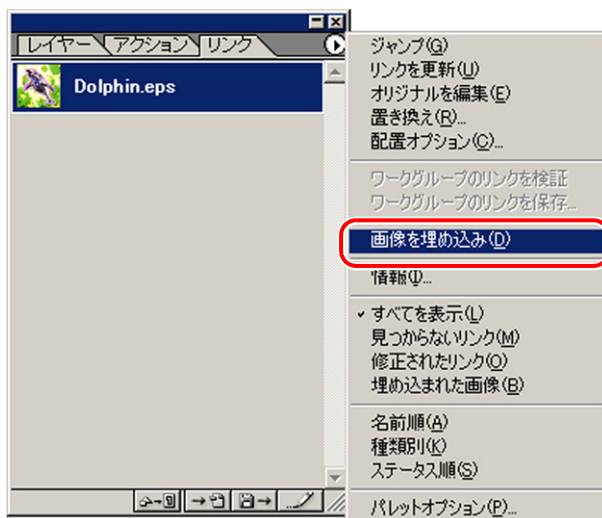 レイヤー アクション リンク
Dolphin.eps
ジャンプ(G)
リンクを更新(U)
オリジナルを編集(E)
置き換え(R)...
配置オプション(C)...
ワークグループのリンクを検証
ワークグループのリンクを保存...
画像を埋め込み(D)
情報(I)...
すべてを表示(L)
見つからないリンク(M)
修正されたリンク(O)
埋め込まれた画像(B)
名前順(A)
種類別(K)
ステータス順(S)
パレットオプション(P)...